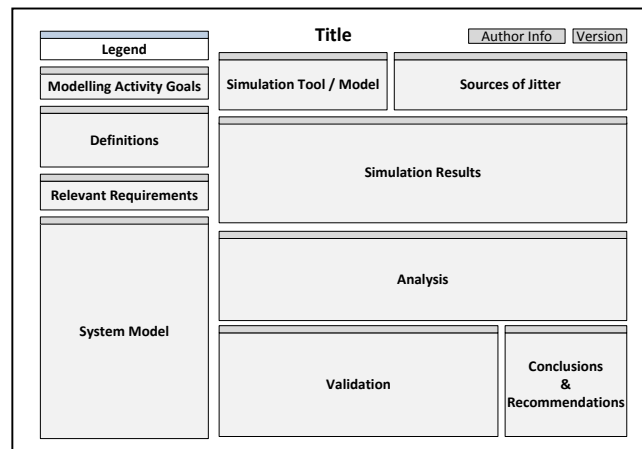 Title
Author Info
Version
Legend
Modelling Activity Goals
Definitions
Relevant Requirements
System Model
Simulation Tool / Model
Sources of Jitter
Simulation Results
Analysis
Validation
Conclusions
&
Recommendations